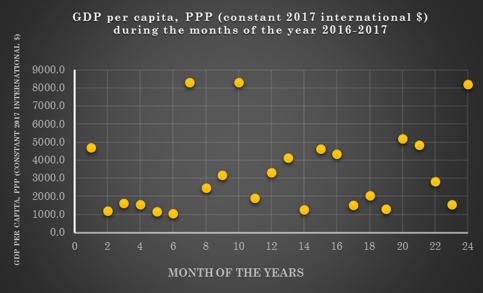 GDP per capita, PPP (constant 2017 international $)
during the months of the year 2016-2017
GDP PER CAPITA, PPP (CONSTANT 2017 INTERNATIONAL $)
9000.0
8000.0
7000.0
6000.0
5000.0
4000.0
3000.0
2000.0
1000.0
0.0
0 2 4 6 8 10 12 14 16 18 20 22 24
MONTH OF THE YEARS